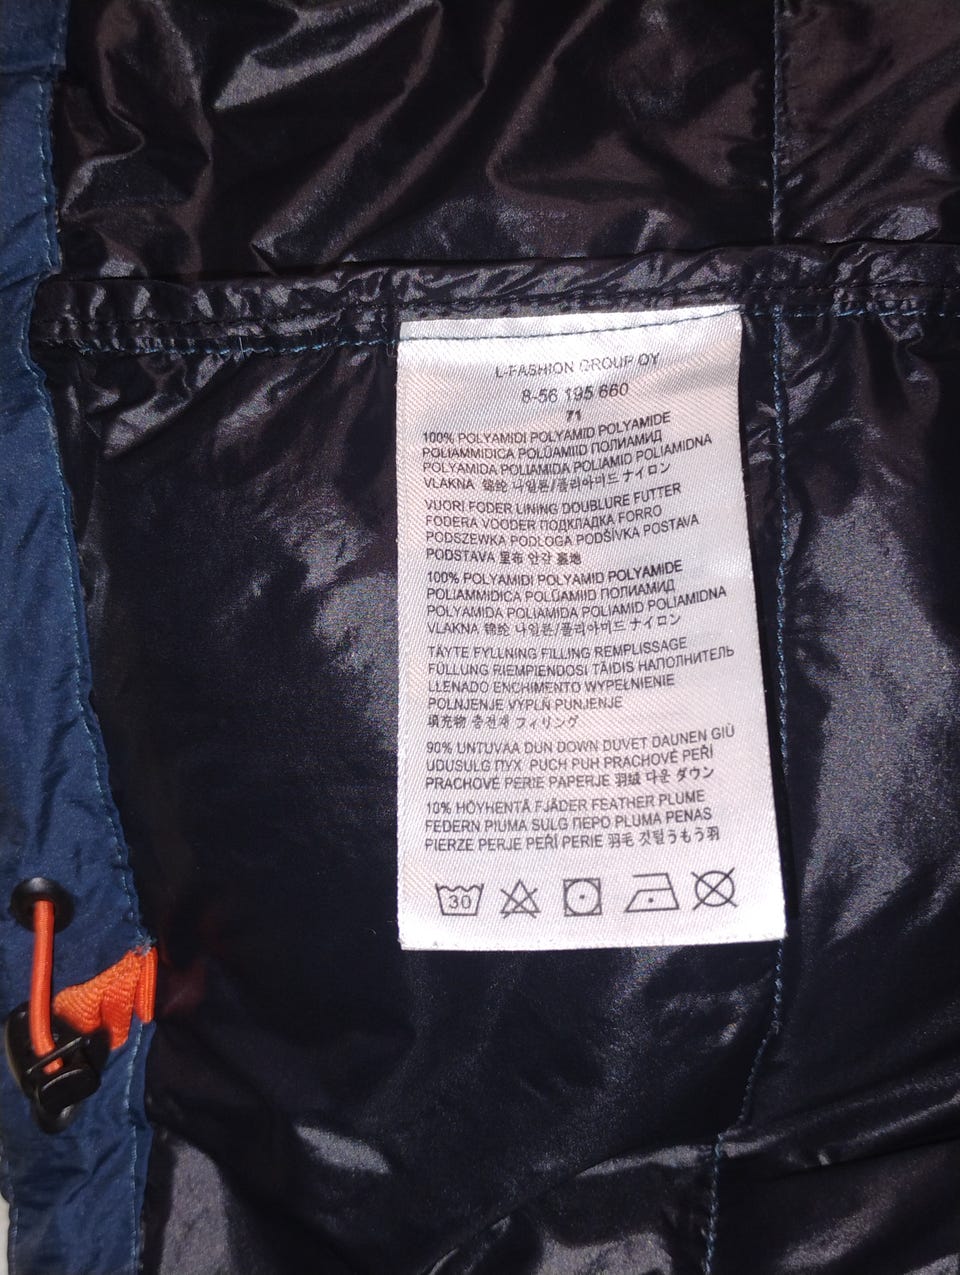 L-FASHION GROUP OY
8-56 195 660
71
100% POLYAMIDI POLYAMID POLYAMIDE
POLIAMMIDICA POLÜAMIID ПОЛИАМИД
POLYAMIDA POLIAMIDA POLIAMID POLIAMIDNA
VLAKNA 锦纶 나일론/폴리아미드 ナイロン
VUORI FODER LINING DOUBLURE FUTTER
FODERA VOODER ПОДКЛАДКА FORRO
PODSZEWKA PODLOGA PODŠIVKA POSTAVA
PODSTAVA 里布 안감 裏地
100% POLYAMIDI POLYAMID POLYAMIDE
POLIAMMIDICA POLÜAMIID ПОЛИАМИД
POLYAMIDA POLIAMIDA POLIAMID POLIAMIDNA
VLAKNA 锦纶 나일론/폴리아미드 ナイロン
TÄYTE FYLLNING FILLING REMPLISSAGE
FÜLLUNG RIEMPIENDOSI TÄIDIS НАПОЛНИТЕЛЬ
LLENADO ENCHIMENTO WYPEŁNIENIE
POLNJENJE VÝPLŇ PUNJENJE
填充物 충전재 フィリング
90% UNTUVAA DUN DOWN DUVET DAUNEN GIÙ
UDUSULG ПУХ PUCH PUH PRACHOVÉ PEŘÍ
PRACHOVÉ PERIE PAPERJE 羽绒 다운 ダウン
10% HÖYHENTÄ FJÄDER FEATHER PLUME
FEDERN PIUMA SULG ПЕРО PLUMA PENAS
PIERZE PERJE PEŘÍ PERIE 羽毛 깃털 うもう羽
30